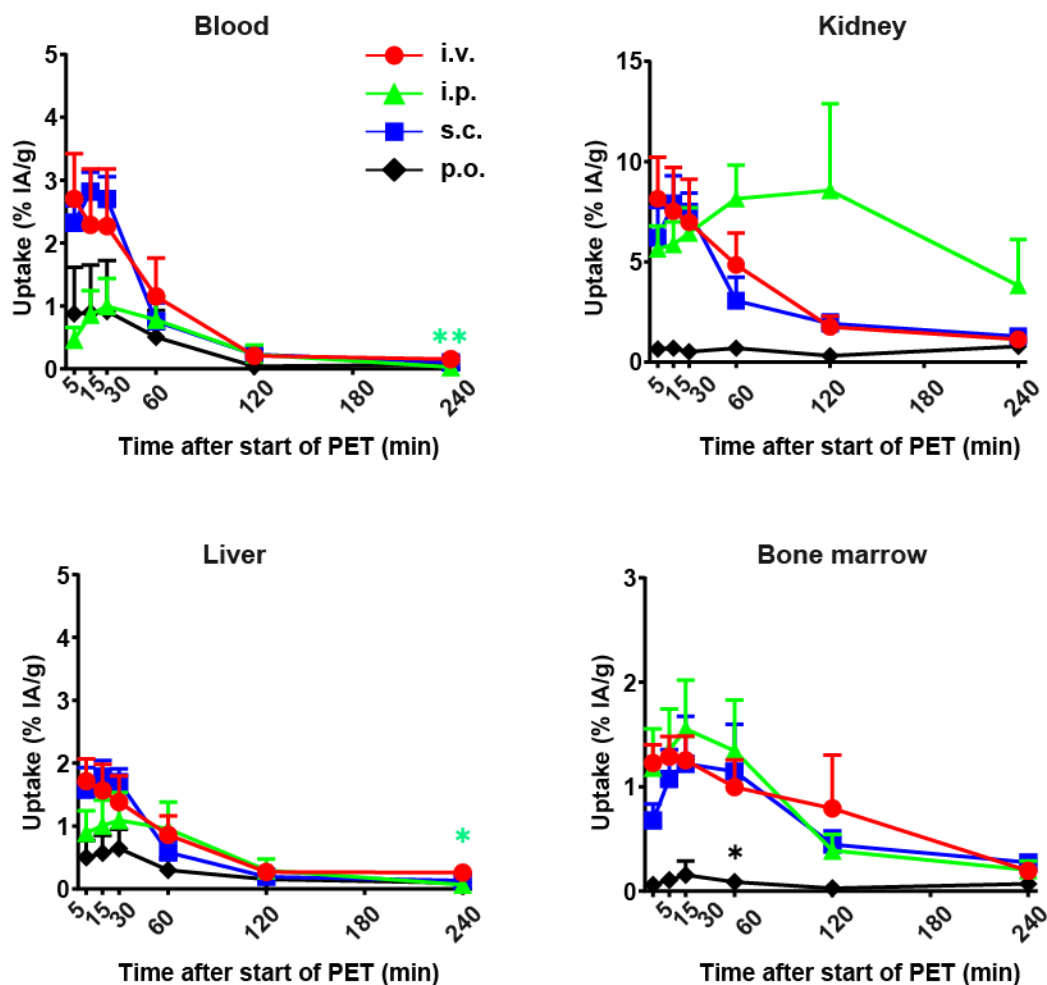 Blood
5
4
3
2
1
0
Uptake (% IA/g)
i.v.
i.p.
s.c.
p.o.
**
5 15 30 60 120 180 240
Time after start of PET (min)
Kidney
15
10
5
0
Uptake (% IA/g)
5 15 30 60 120 180 240
Time after start of PET (min)
Liver
5
4
3
2
1
0
Uptake (% IA/g)
*
5 15 30 60 120 180 240
Time after start of PET (min)
Bone marrow
3
2
1
0
Uptake (% IA/g)
*
5 15 30 60 120 180 240
Time after start of PET (min)